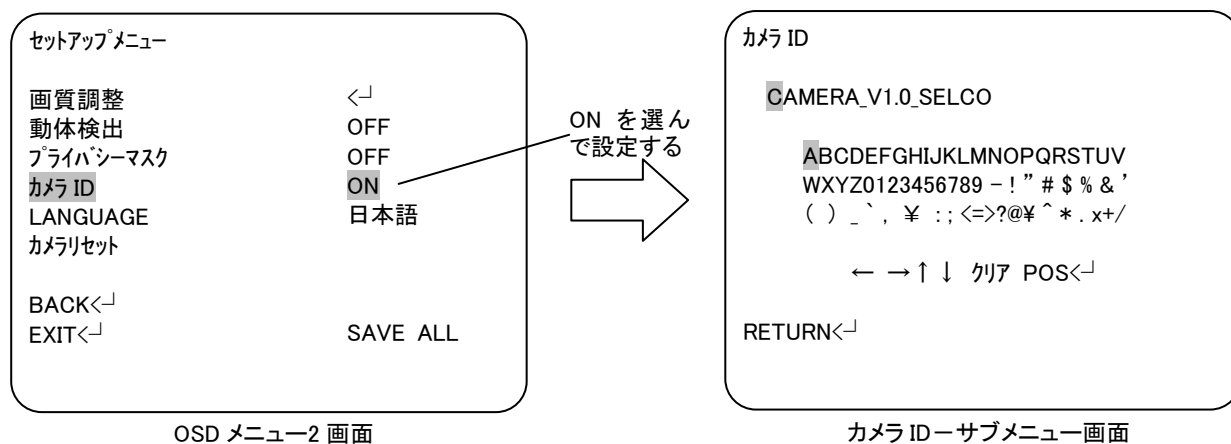 セットアップメニュー
画質調整 <┘
動体検出 OFF
プライバシーマスク OFF
カメラ ID ON
LANGUAGE 日本語
カメラリセット
BACK<┘
EXIT<┘ SAVE ALL
OSD メニュー2 画面
ON を選ん
で設定する
カメラ ID
CAMERA_V1.0_SELCO
ABCDEFGHIJKLMNOPQRSTUV
WXYZ0123456789 – ! ” # $ % & ’
( ) _ ` , ¥ : ; <=>?@¥ ^ * . x+/
← → ↑ ↓ クリア POS<┘
RETURN<┘
カメラ ID－サブメニュー画面